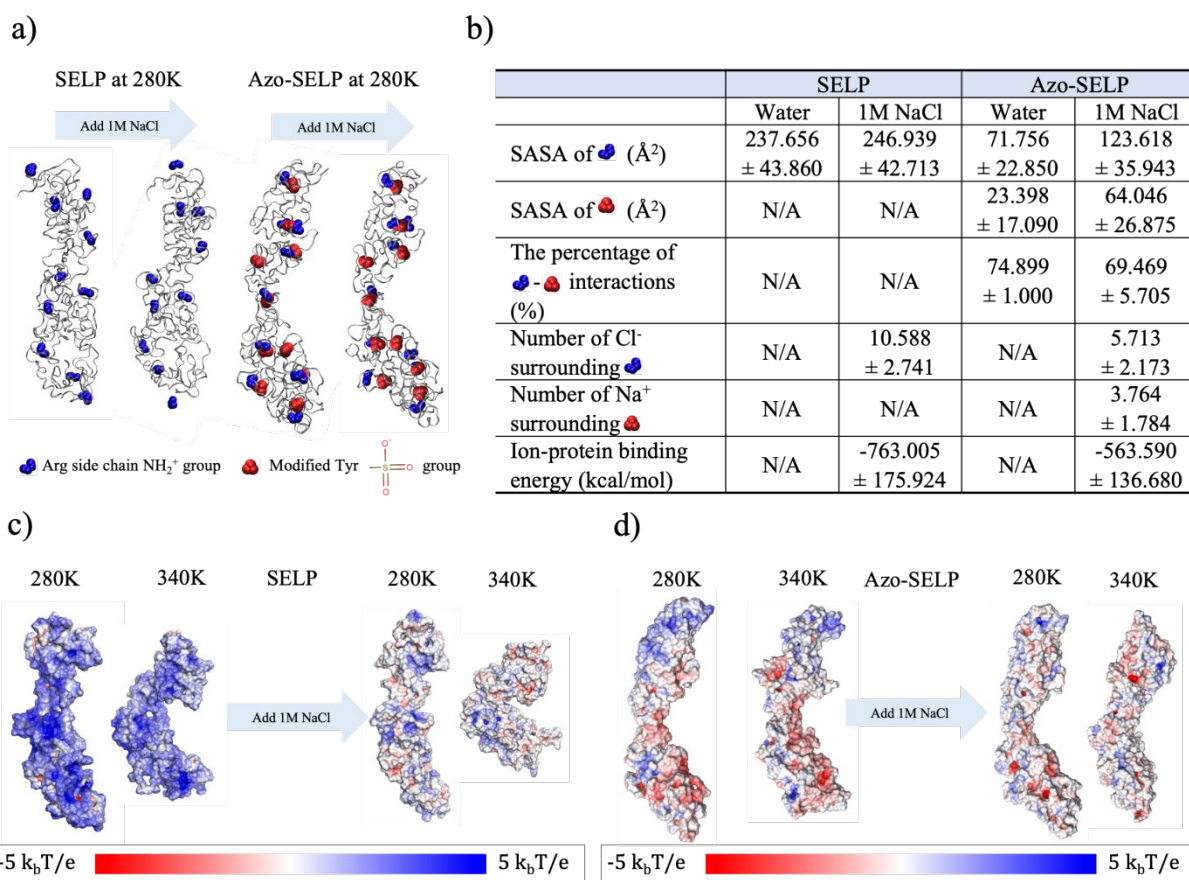 a)
SELP at 280K
Azo-SELP at 280K
Add 1M NaCl
Add 1M NaCl
Arg side chain NH₂⁺ group
Modified Tyr
O⁻
S
O
O
group
b)
SELP
Azo-SELP
Water
1M NaCl
Water
1M NaCl
SASA of (Å²)
237.656
± 43.860
246.939
± 42.713
71.756
± 22.850
123.618
± 35.943
SASA of (Å²)
N/A
N/A
23.398
± 17.090
64.046
± 26.875
The percentage of
- interactions
(%)
N/A
N/A
74.899
± 1.000
69.469
± 5.705
Number of Cl⁻
surrounding
N/A
10.588
± 2.741
N/A
5.713
± 2.173
Number of Na⁺
surrounding
N/A
N/A
N/A
3.764
± 1.784
Ion-protein binding
energy (kcal/mol)
N/A
-763.005
± 175.924
N/A
-563.590
± 136.680
c)
280K
340K
SELP
280K
340K
Add 1M NaCl
-5 k_bT/e
5 k_bT/e
d)
280K
340K
Azo-SELP
280K
340K
Add 1M NaCl
-5 k_bT/e
5 k_bT/e